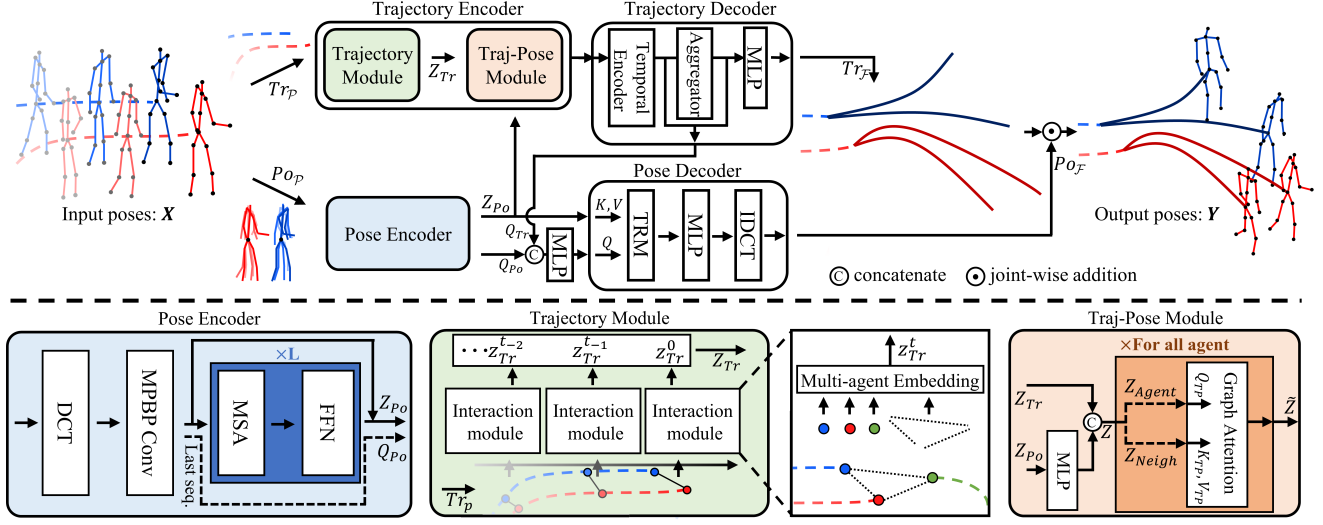 Trajectory Encoder
Trajectory Decoder
Trajectory
Module
Z_Tr
Traj-Pose
Module
Temporal
Encoder
Aggregator
MLP
Tr_𝒫
Tr_ℱ
Input poses: X
Po_𝒫
Pose Encoder
Z_Po
Q_Tr
Q_Po
C
MLP
Pose Decoder
K, V
Q
TRM
MLP
IDCT
Po_ℱ
Output poses: Y
C concatenate
joint-wise addition
Pose Encoder
DCT
MPBP Conv
Last seq.
×L
MSA
FFN
Z_Po
Q_Po
Trajectory Module
··· z_Tr^{t-2} z_Tr^{t-1} z_Tr^0
Z_Tr
Interaction
module
Interaction
module
Interaction
module
Tr_p
z_Tr^t
Multi-agent Embedding
Traj-Pose Module
×For all agent
Z_Tr
Z_Po
MLP
C
Z
Z_Agent
Z_Neigh
Q_TP
K_TP, V_TP
Graph Attention
Z̃